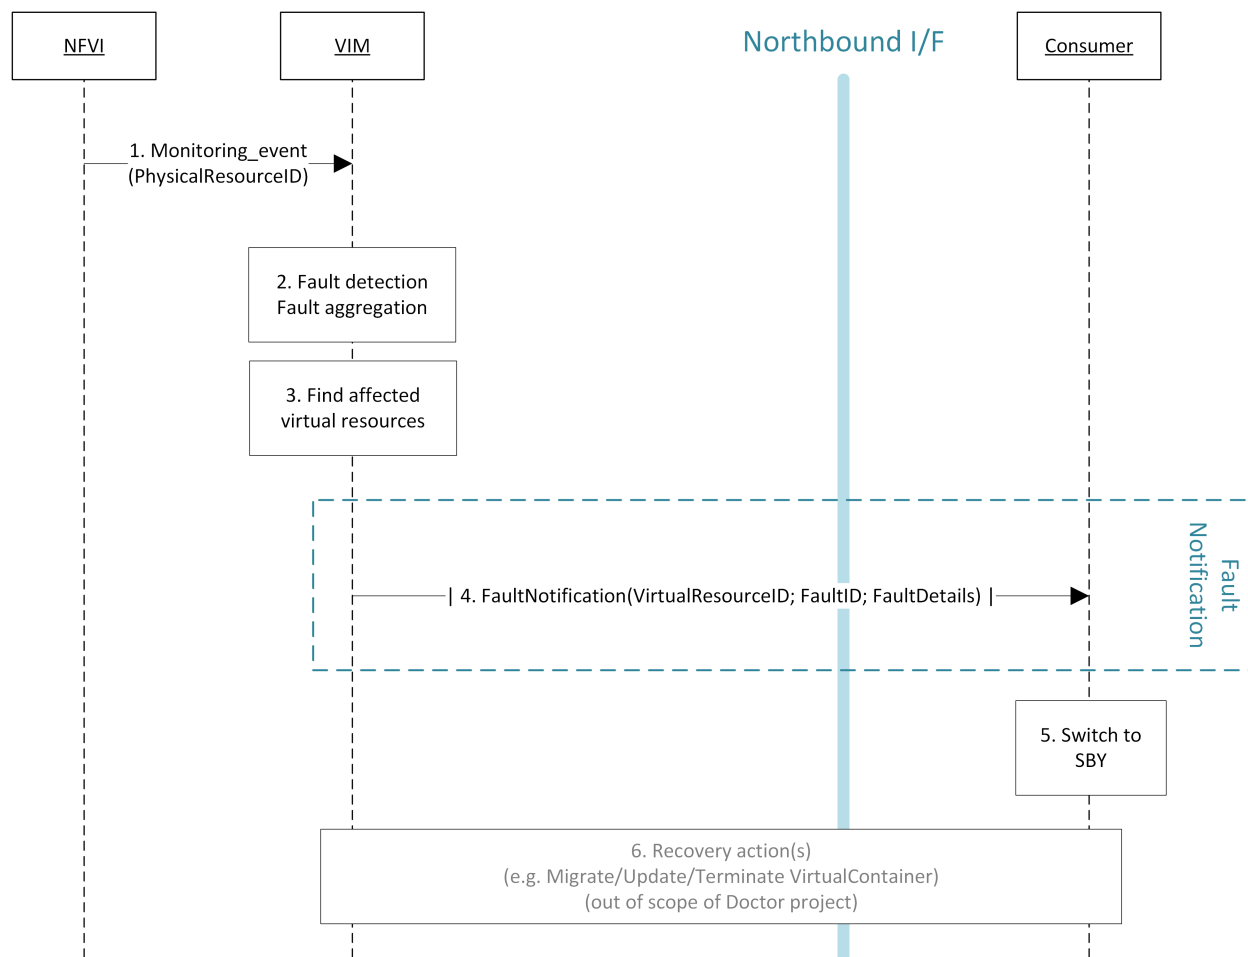 NFVI
VIM
Northbound I/F
Consumer
1. Monitoring_event
(PhysicalResourceID)
2. Fault detection
Fault aggregation
3. Find affected
virtual resources
Fault
Notification
| 4. FaultNotification(VirtualResourceID; FaultID; FaultDetails) |
5. Switch to
SBY
6. Recovery action(s)
(e.g. Migrate/Update/Terminate VirtualContainer)
(out of scope of Doctor project)